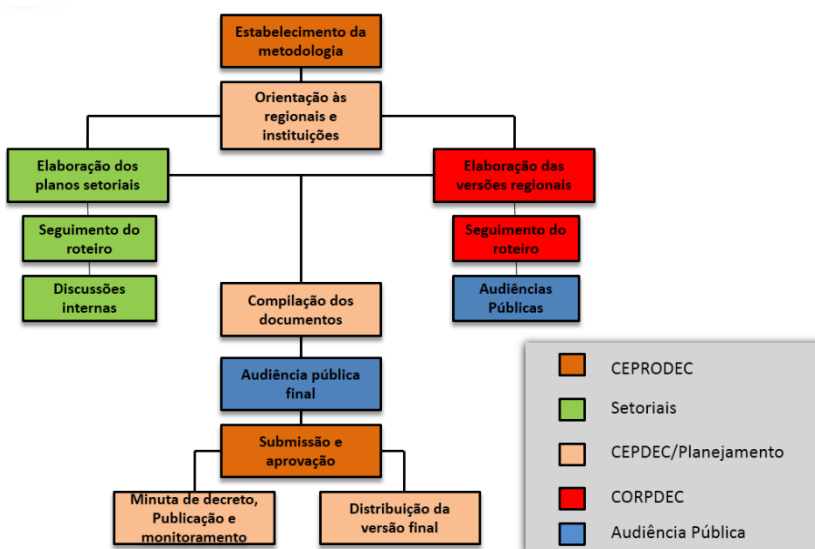 Estabelecimento da
metodologia
Orientação às
regionais e
instituições
Elaboração dos
planos setoriais
Elaboração das
versões regionais
Seguimento do
roteiro
Seguimento do
roteiro
Discussões
internas
Audiências
Públicas
Compilação dos
documentos
Audiência pública
final
Submissão e
aprovação
Minuta de decreto,
Publicação e
monitoramento
Distribuição da
versão final
CEPRODEC
Setoriais
CEPDEC/Planejamento
CORPDEC
Audiência Pública